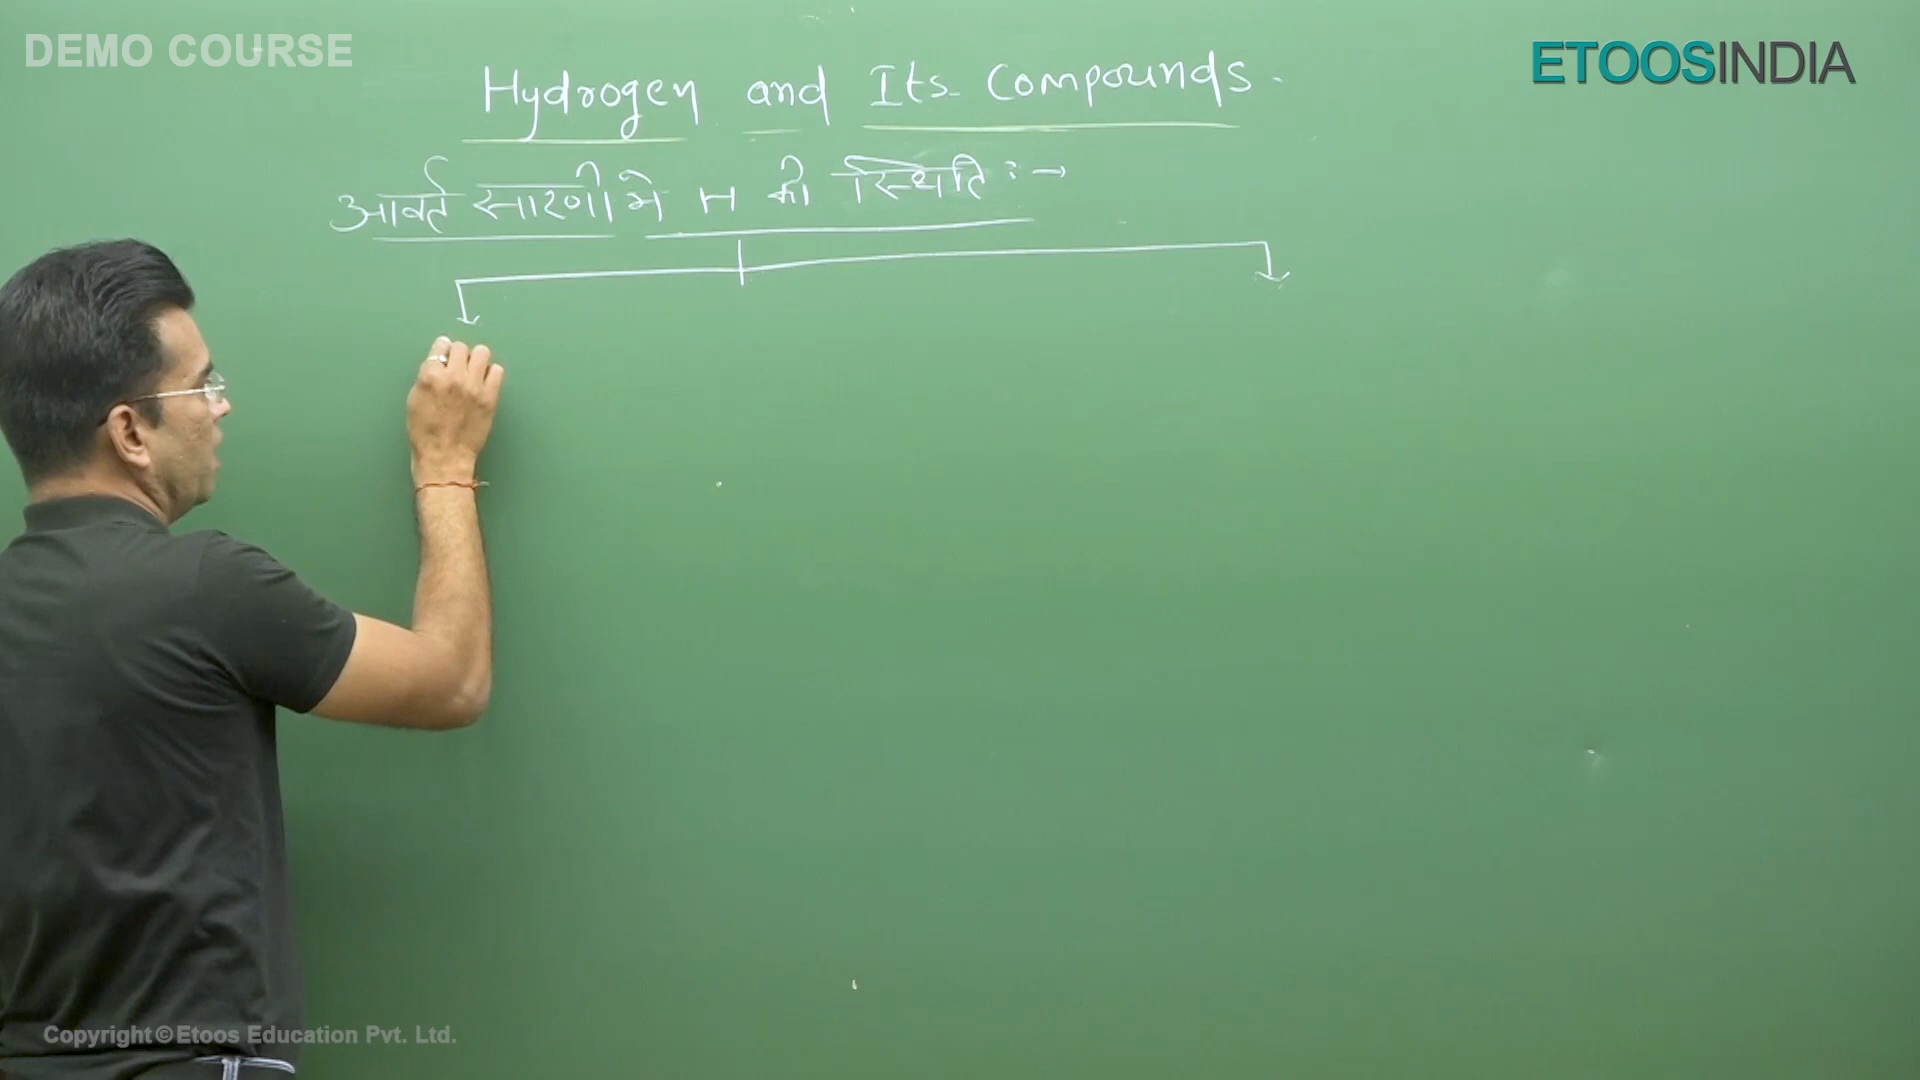 DEMO COURSE
ETOOSINDIA
Hydrogen and Its Compounds.
आवर्त सारणी मे H की स्थिति :→
Copyright © Etoos Education Pvt. Ltd.